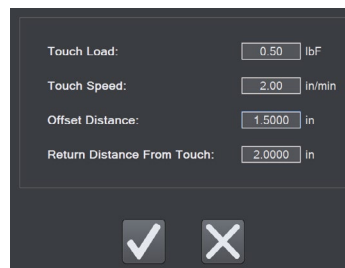 Touch Load: 0.50 lbF
Touch Speed: 2.00 in/min
Offset Distance: 1.5000 in
Return Distance From Touch: 2.0000 in